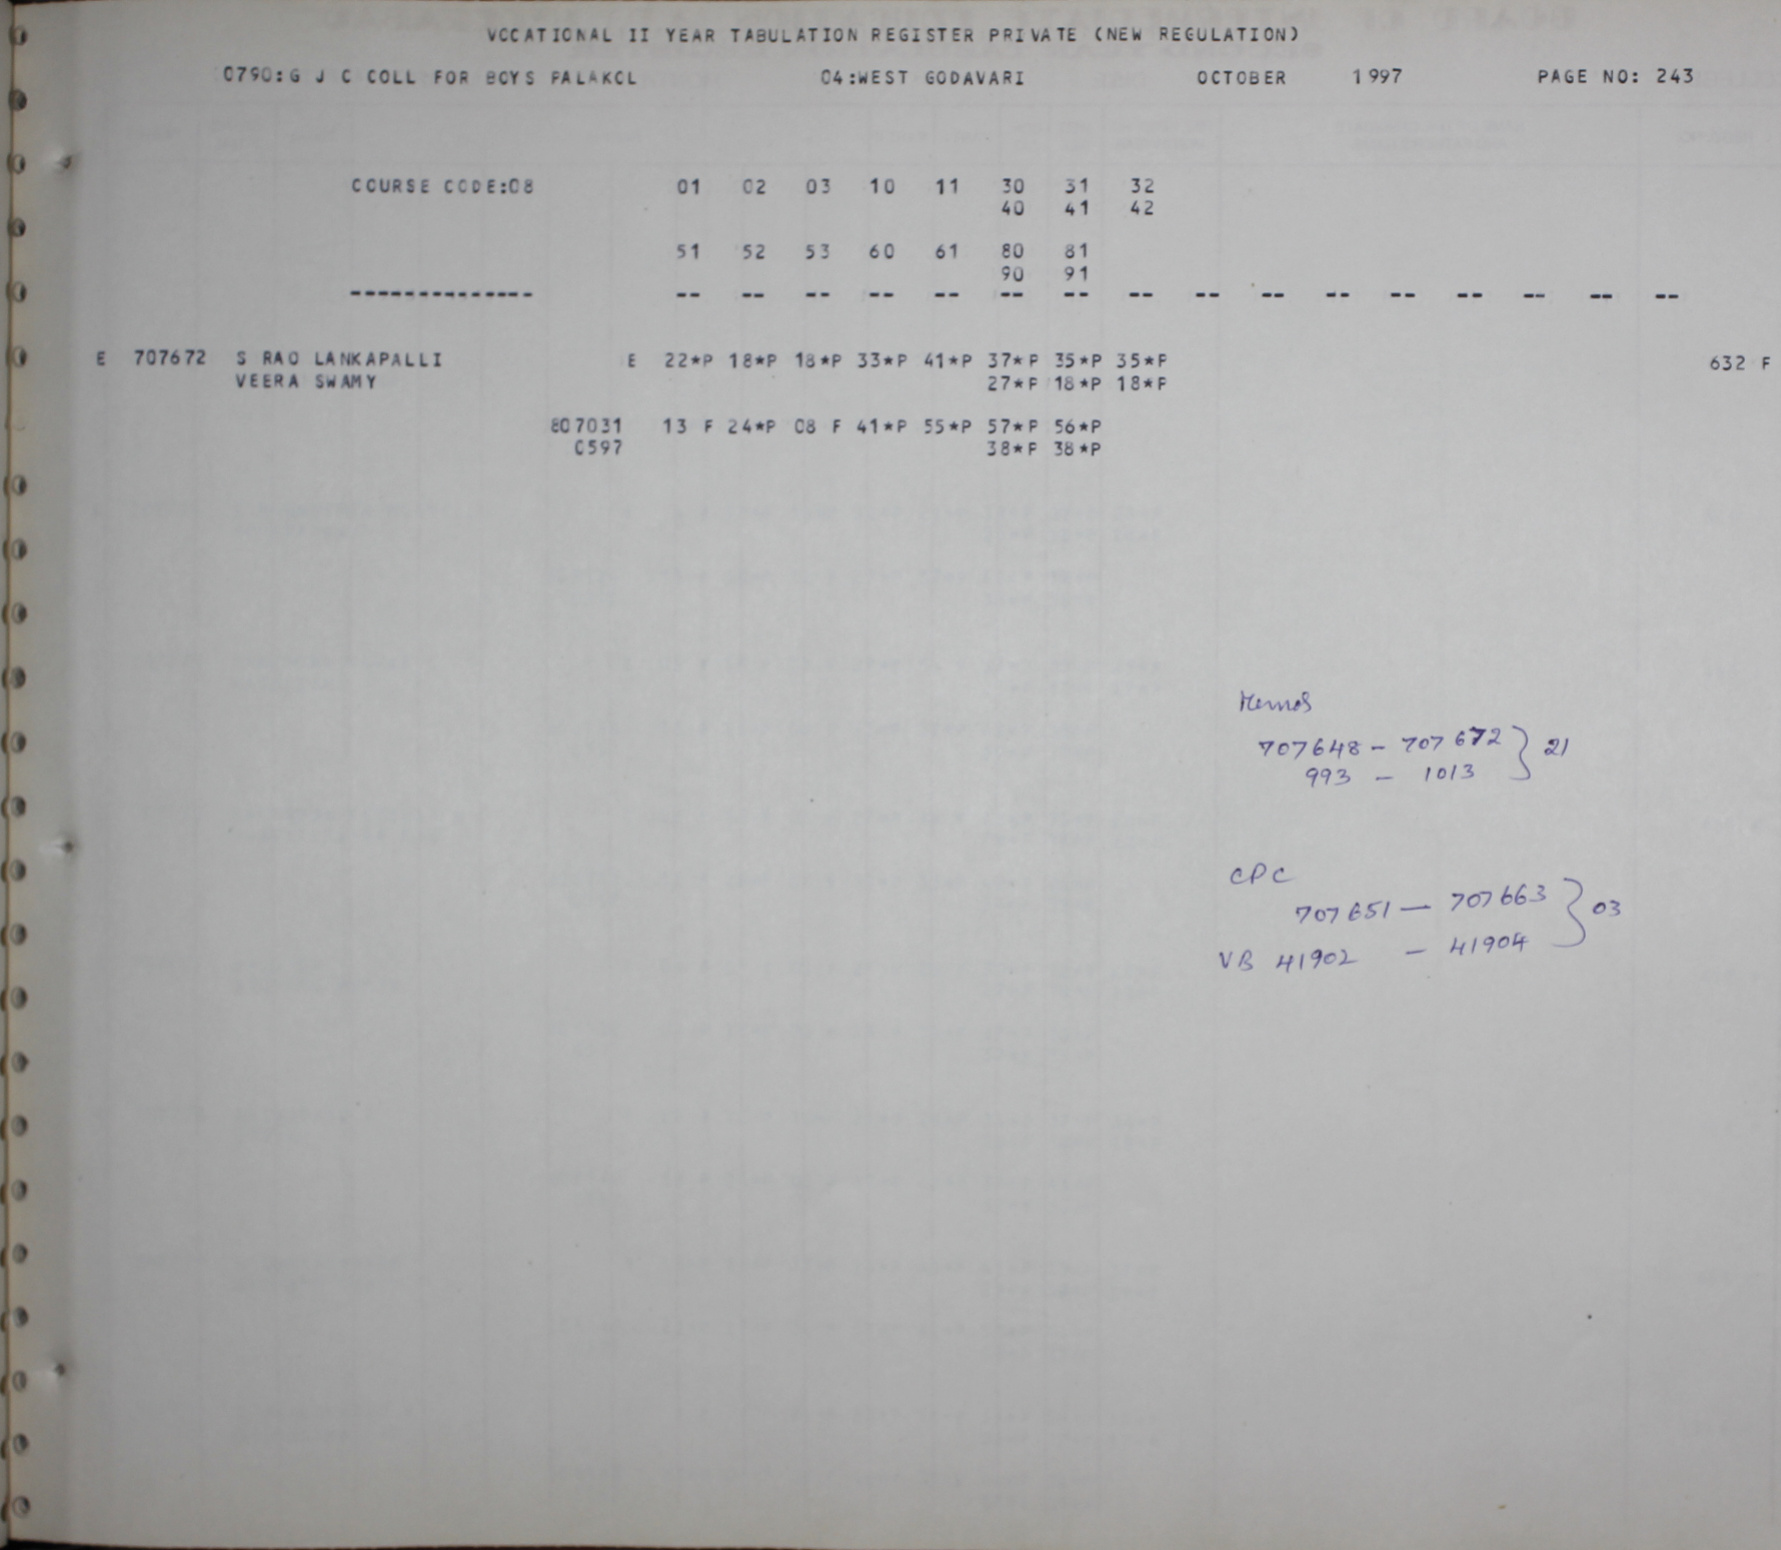 VOCATIONAL II YEAR TABULATION REGISTER PRIVATE (NEW REGULATION)
0790:G J C COLL FOR BOYS PALAKOL 04:WEST GODAVARI OCTOBER 1997 PAGE NO: 243
COURSE CODE:08 01 02 03 10 11 30 31 32
40 41 42
51 52 53 60 61 80 81
90 91
-------------- -- -- -- -- -- -- -- -- -- -- -- -- -- -- -- --
E 707672 S RAO LANKAPALLI E 22*P 18*P 18*P 33*P 41*P 37*P 35*P 35*P 632 F
VEERA SWAMY 27*P 18*P 18*P
807031 13 F 24*P 08 F 41*P 55*P 57*P 56*P
0597 38*P 38*P
Memos
707648 - 707672 } 21
993 - 1013
CPC
707651 - 707663 } 03
VB 41902 - 41904